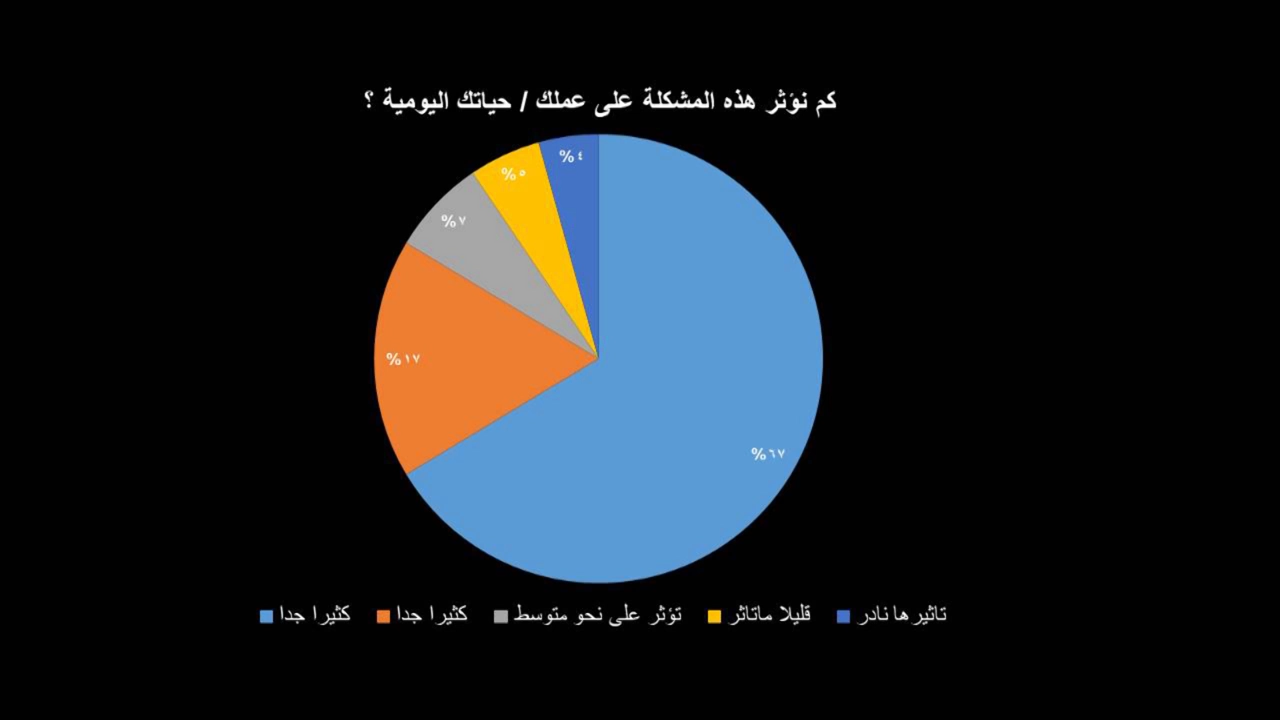 كم نؤثر هذه المشكلة على عملك / حياتك اليومية ؟
%٤
%٥
%٧
%١٧
%٦٧
كثيرا جدا
كثيرا جدا
تؤثر على نحو متوسط
قليلا ماتاثر
تاثيرها نادر